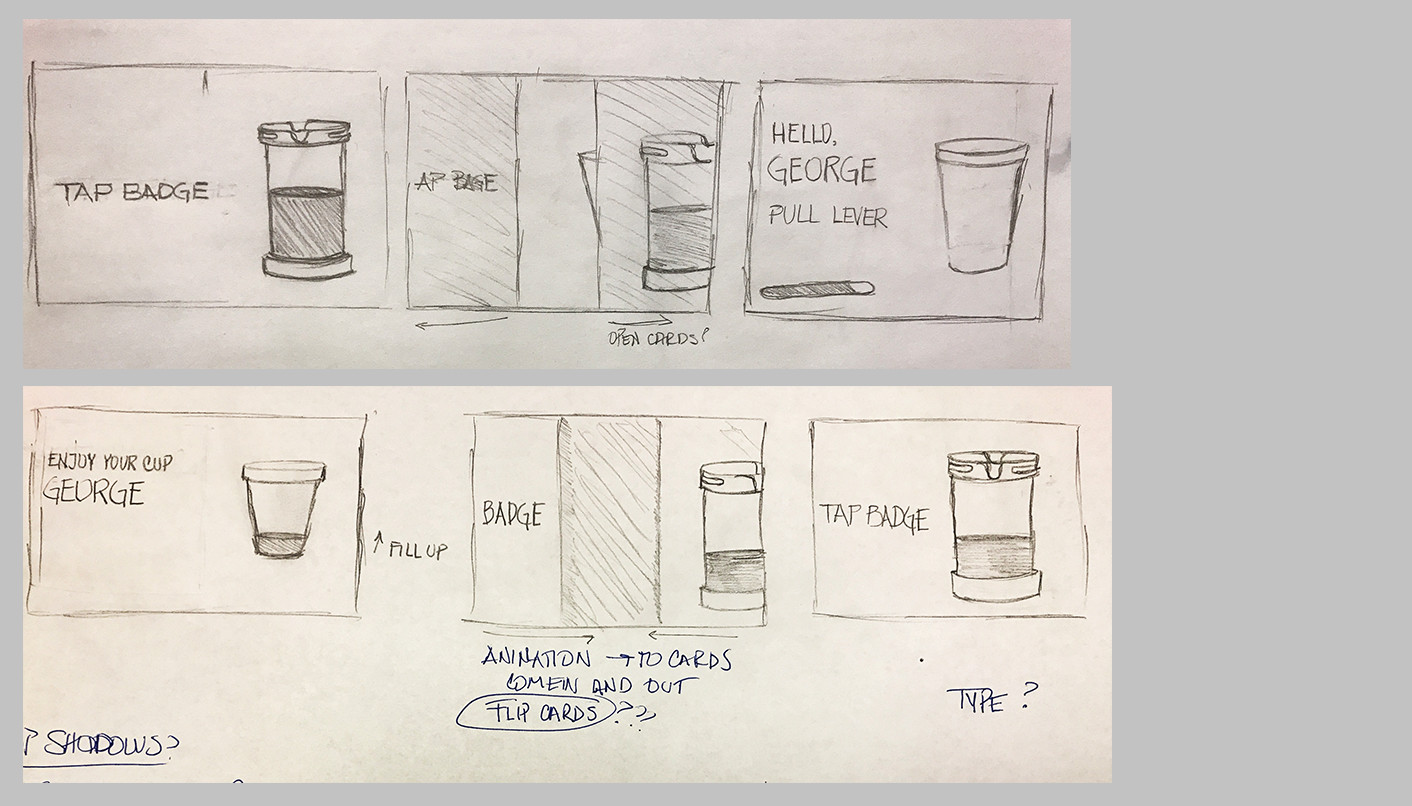 TAP BADGE
AP BAGE
OPEN CARDS?
HELLO,
GEORGE
PULL LEVER
ENJOY YOUR CUP
GEORGE
↑ FILL UP
BADGE
ANIMATION → TO CARDS
COME IN AND OUT
FLIP CARDS ???
TAP BADGE
TYPE ?
? SHADOWS?